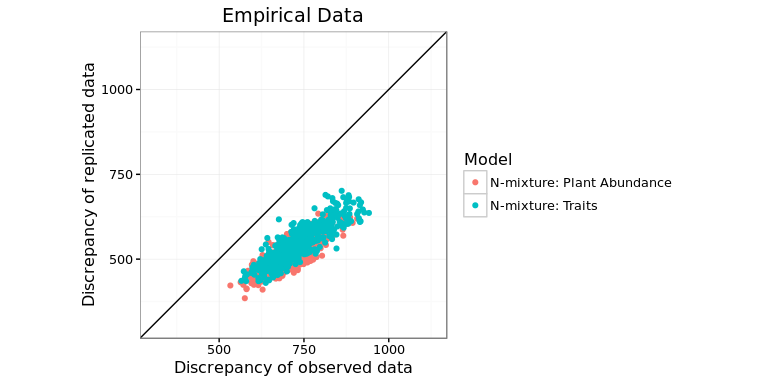 Empirical Data
Discrepancy of replicated data
1000
750
500
500 750 1000
Discrepancy of observed data
Model
N-mixture: Plant Abundance
N-mixture: Traits